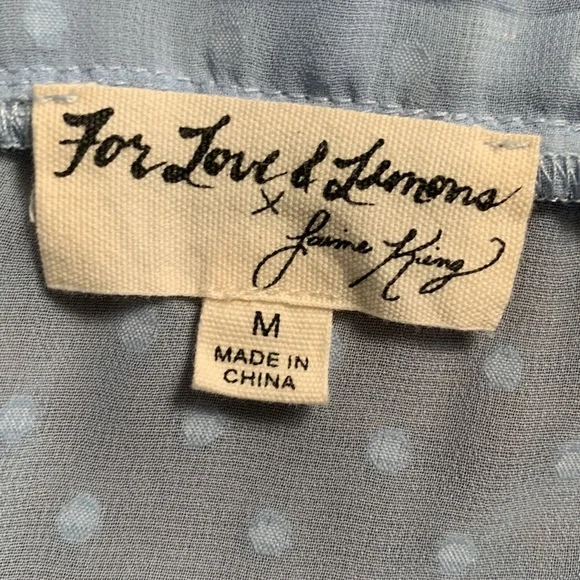 For Love & Lemons
x
Jaime King
M
MADE IN
CHINA